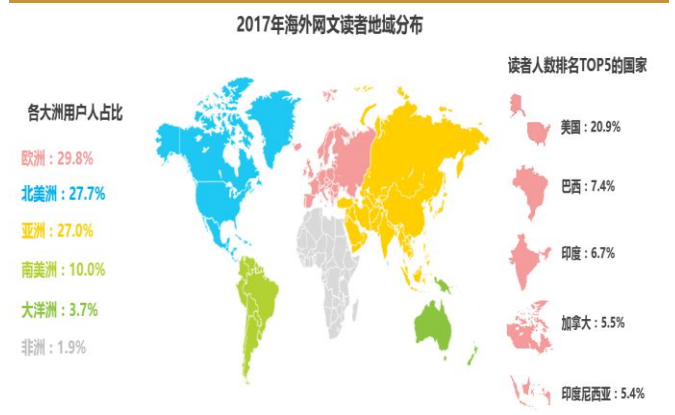 2017年海外网文读者地域分布
各大洲用户人占比
欧洲：29.8%
北美洲：27.7%
亚洲：27.0%
南美洲：10.0%
大洋洲：3.7%
非洲：1.9%
读者人数排名TOP5的国家
美国：20.9%
巴西：7.4%
印度：6.7%
加拿大：5.5%
印度尼西亚：5.4%